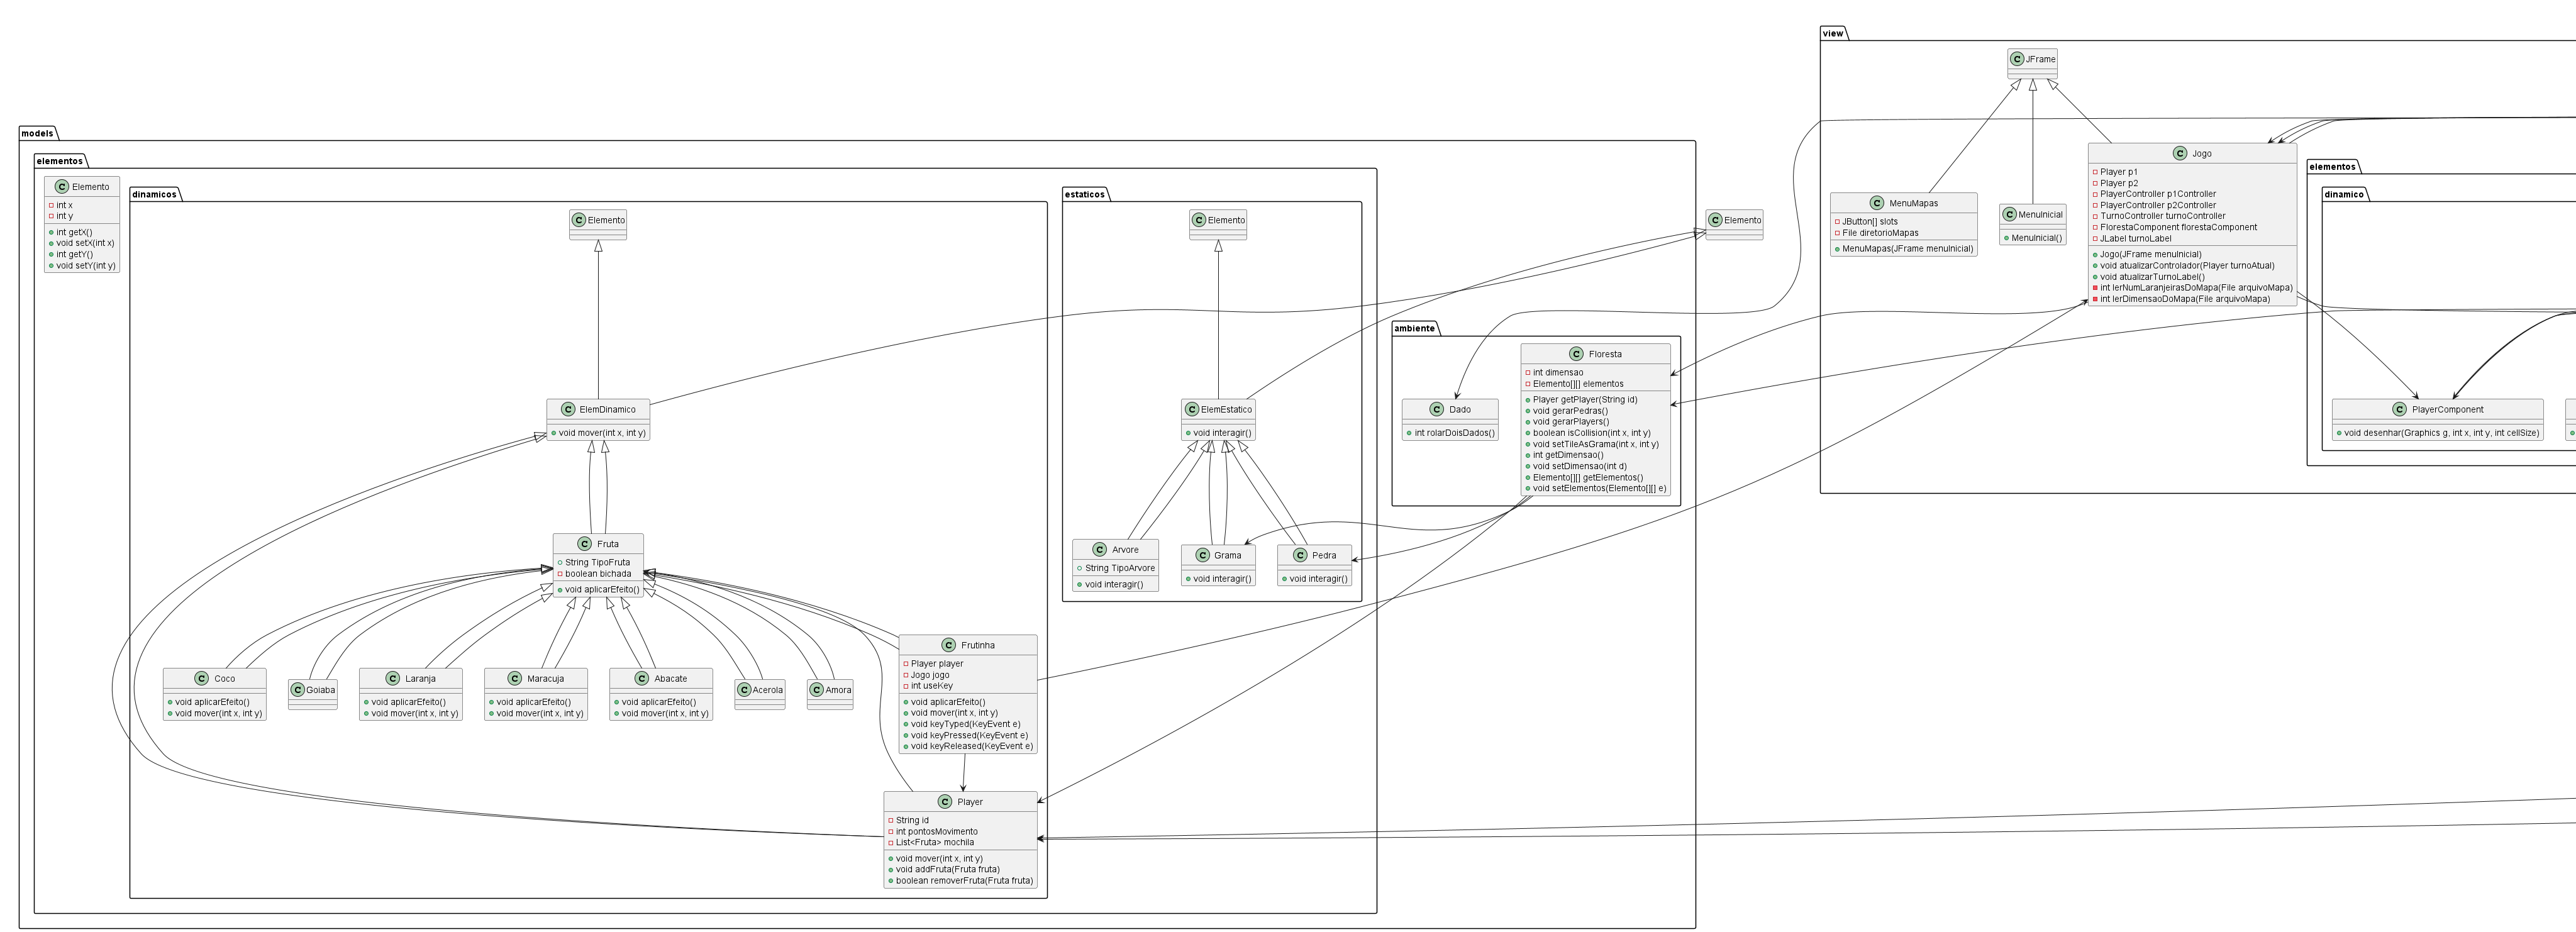 view
C JFrame
models
elementos
C Elemento
int x
int y
int getX()
void setX(int x)
int getY()
void setY(int y)
dinamicos
C Elemento
C ElemDinamico
void mover(int x, int y)
C Fruta
String TipoFruta
boolean bichada
void aplicarEfeito()
C Coco
void aplicarEfeito()
void mover(int x, int y)
C Goiaba
C Laranja
void aplicarEfeito()
void mover(int x, int y)
C Maracuja
void aplicarEfeito()
void mover(int x, int y)
C Abacate
void aplicarEfeito()
void mover(int x, int y)
C Acerola
C Amora
C Frutinha
Player player
Jogo jogo
int useKey
void aplicarEfeito()
void mover(int x, int y)
void keyTyped(KeyEvent e)
void keyPressed(KeyEvent e)
void keyReleased(KeyEvent e)
C Player
String id
int pontosMovimento
List<Fruta> mochila
void mover(int x, int y)
void addFruta(Fruta fruta)
boolean removerFruta(Fruta fruta)
estaticos
C Elemento
C ElemEstatico
void interagir()
C Arvore
String TipoArvore
void interagir()
C Grama
void interagir()
C Pedra
void interagir()
ambiente
C Dado
int rolarDoisDados()
C Floresta
int dimensao
Elemento[][] elementos
Player getPlayer(String id)
void gerarPedras()
void gerarPlayers()
boolean isCollision(int x, int y)
void setTileAsGrama(int x, int y)
int getDimensao()
void setDimensao(int d)
Elemento[][] getElementos()
void setElementos(Elemento[][] e)
C Elemento
C MenuMapas
JButton[] slots
File diretorioMapas
MenuMapas(JFrame menuInicial)
C MenuInicial
MenuInicial()
C Jogo
Player p1
Player p2
PlayerController p1Controller
PlayerController p2Controller
TurnoController turnoController
FlorestaComponent florestaComponent
JLabel turnoLabel
Jogo(JFrame menuInicial)
void atualizarControlador(Player turnoAtual)
void atualizarTurnoLabel()
int lerNumLaranjeirasDoMapa(File arquivoMapa)
int lerDimensaoDoMapa(File arquivoMapa)
elementos
dinamico
C PlayerComponent
void desenhar(Graphics g, int x, int y, int cellSize)